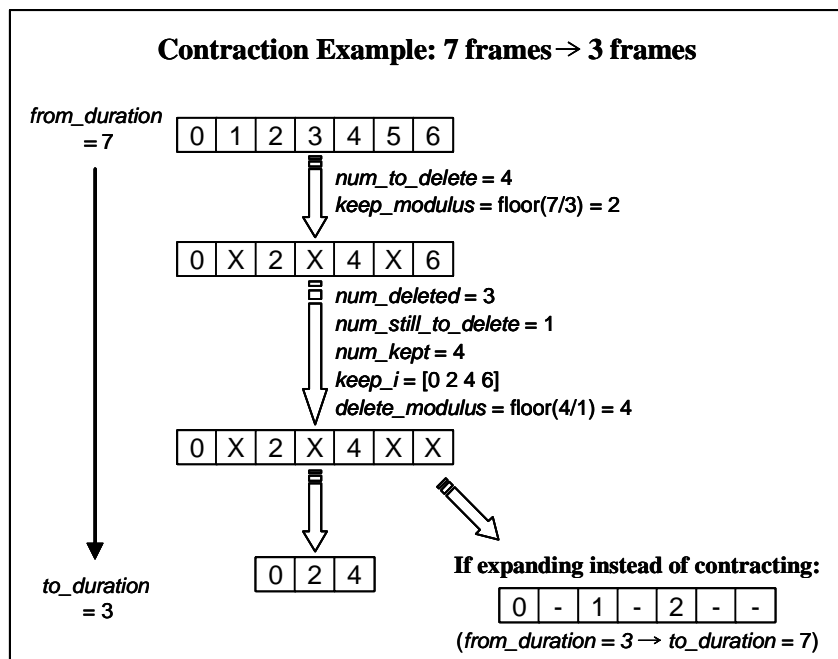 Contraction Example: 7 frames → 3 frames
from_duration
= 7
0 1 2 3 4 5 6
num_to_delete = 4
keep_modulus = floor(7/3) = 2
0 X 2 X 4 X 6
num_deleted = 3
num_still_to_delete = 1
num_kept = 4
keep_i = [0 2 4 6]
delete_modulus = floor(4/1) = 4
0 X 2 X 4 X X
to_duration
= 3
0 2 4
If expanding instead of contracting:
0 - 1 - 2 - -
(from_duration = 3 → to_duration = 7)